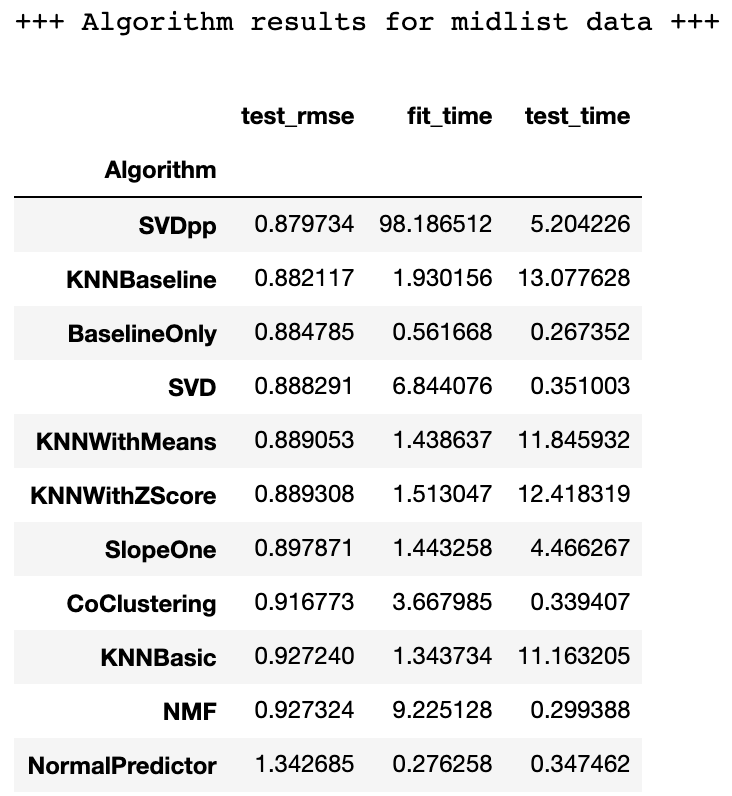 +++ Algorithm results for midlist data +++
test_rmse fit_time test_time
Algorithm
SVDpp 0.879734 98.186512 5.204226
KNNBaseline 0.882117 1.930156 13.077628
BaselineOnly 0.884785 0.561668 0.267352
SVD 0.888291 6.844076 0.351003
KNNWithMeans 0.889053 1.438637 11.845932
KNNWithZScore 0.889308 1.513047 12.418319
SlopeOne 0.897871 1.443258 4.466267
CoClustering 0.916773 3.667985 0.339407
KNNBasic 0.927240 1.343734 11.163205
NMF 0.927324 9.225128 0.299388
NormalPredictor 1.342685 0.276258 0.347462